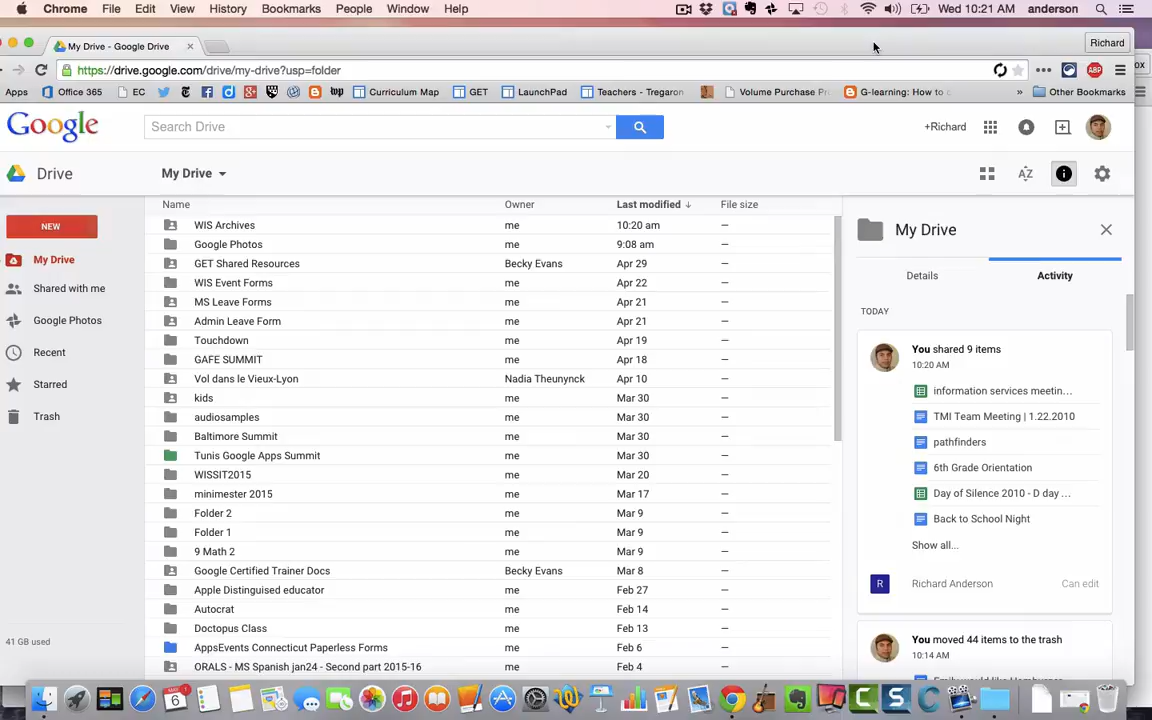 Chrome File Edit View History Bookmarks People Window Help Wed 10:21 AM anderson
My Drive - Google Drive Richard
https://drive.google.com/drive/my-drive?usp=folder ABP
Apps Office 365 EC Curriculum Map GET LaunchPad Teachers - Tregaron Volume Purchase Pr G-learning: How to c » Other Bookmarks
Google Search Drive +Richard
Drive My Drive AZ
Name Owner Last modified ↓ File size
NEW
My Drive
Shared with me
Google Photos
Recent
Starred
Trash
41 GB used
WIS Archives me 10:20 am —
Google Photos me 9:08 am —
GET Shared Resources Becky Evans Apr 29 —
WIS Event Forms me Apr 22 —
MS Leave Forms me Apr 21 —
Admin Leave Form me Apr 21 —
Touchdown me Apr 19 —
GAFE SUMMIT me Apr 18 —
Vol dans le Vieux-Lyon Nadia Theunynck Apr 10 —
kids me Mar 30 —
audiosamples me Mar 30 —
Baltimore Summit me Mar 30 —
Tunis Google Apps Summit me Mar 30 —
WISSIT2015 me Mar 20 —
minimester 2015 me Mar 17 —
Folder 2 me Mar 9 —
Folder 1 me Mar 9 —
9 Math 2 me Mar 9 —
Google Certified Trainer Docs Becky Evans Mar 8 —
Apple Distinguised educator me Feb 27 —
Autocrat me Feb 14 —
Doctopus Class me Feb 13 —
AppsEvents Connecticut Paperless Forms me Feb 6 —
ORALS - MS Spanish jan24 - Second part 2015-16 me Feb 4 —
My Drive
Details Activity
TODAY
You shared 9 items
10:20 AM
information services meetin...
TMI Team Meeting | 1.22.2010
pathfinders
6th Grade Orientation
Day of Silence 2010 - D day ...
Back to School Night
Show all...
R Richard Anderson Can edit
You moved 44 items to the trash
10:14 AM
6